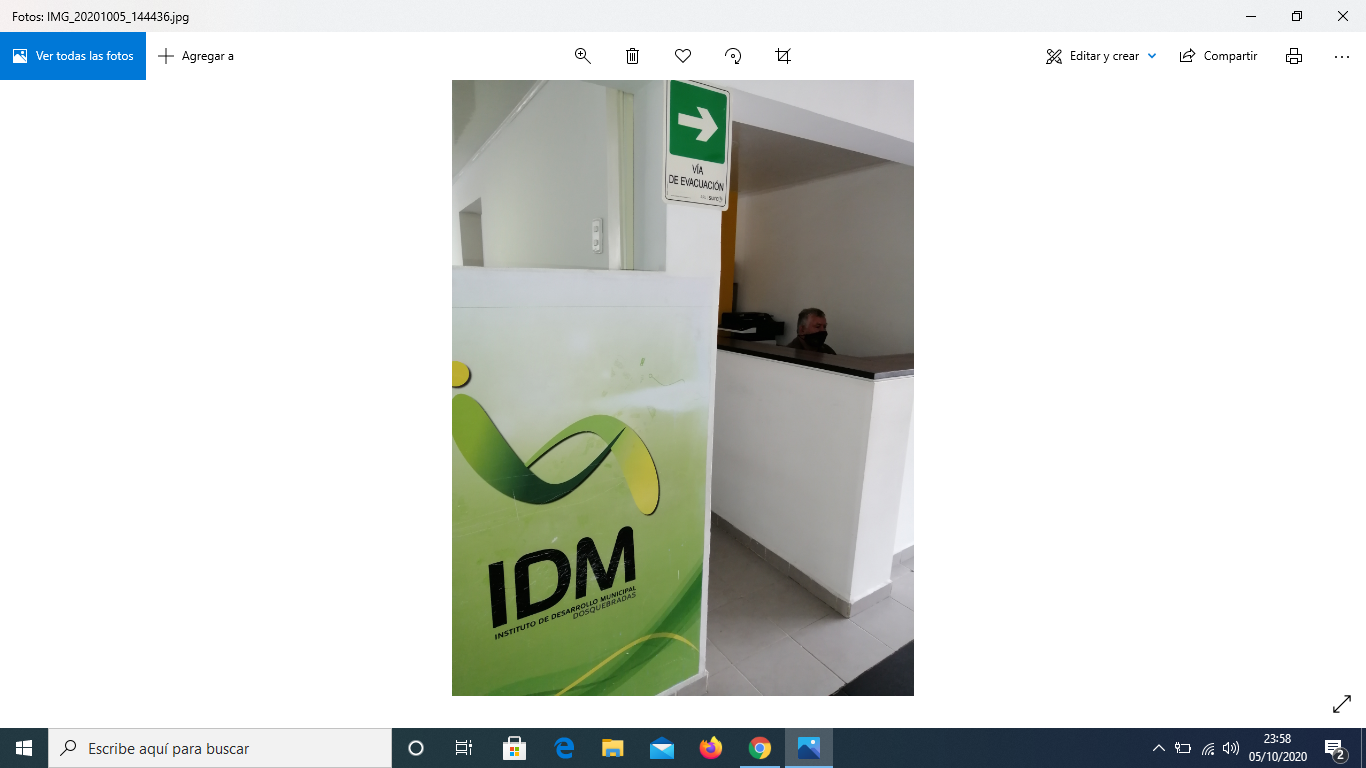 Fotos: IMG_20201005_144436.jpg
Ver todas las fotos
Agregar a
Editar y crear
Compartir
VÍA
DE EVACUACIÓN
IDM
INSTITUTO DE DESARROLLO MUNICIPAL
DOSQUEBRADAS
Escribe aquí para buscar
23:58
05/10/2020
2